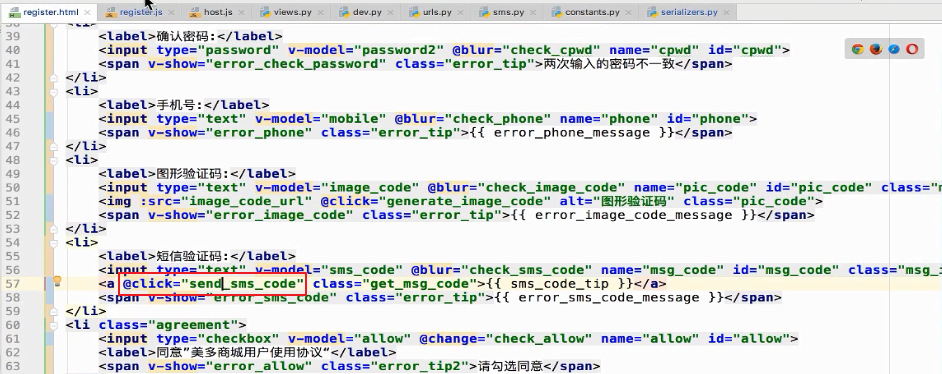 register.html register.js host.js views.py dev.py urls.py sms.py constants.py serializers.py
39 <label>确认密码:</label>
40 <input type="password" v-model="password2" @blur="check_cpwd" name="cpwd" id="cpwd">
41 <span v-show="error_check_password" class="error_tip">两次输入的密码不一致</span>
42 </li>
43 <li>
44 <label>手机号:</label>
45 <input type="text" v-model="mobile" @blur="check_phone" name="phone" id="phone">
46 <span v-show="error_phone" class="error_tip">{{ error_phone_message }}</span>
47 </li>
48 <li>
49 <label>图形验证码:</label>
50 <input type="text" v-model="image_code" @blur="check_image_code" name="pic_code" id="pic_code" class="m
51 <img :src="image_code_url" @click="generate_image_code" alt="图形验证码" class="pic_code">
52 <span v-show="error_image_code" class="error_tip">{{ error_image_code_message }}</span>
53 </li>
54 <li>
55 <label>短信验证码:</label>
56 <input type="text" v-model="sms_code" @blur="check_sms_code" name="msg_code" id="msg_code" class="msg_i
57 <a @click="send_sms_code" class="get_msg_code">{{ sms_code_tip }}</a>
58 <span v-show="error_sms_code" class="error_tip">{{ error_sms_code_message }}</span>
59 </li>
60 <li class="agreement">
61 <input type="checkbox" v-model="allow" @change="check_allow" name="allow" id="allow">
62 <label>同意”美多商城用户使用协议“</label>
63 <span v-show="error_allow" class="error_tip2">请勾选同意</span>